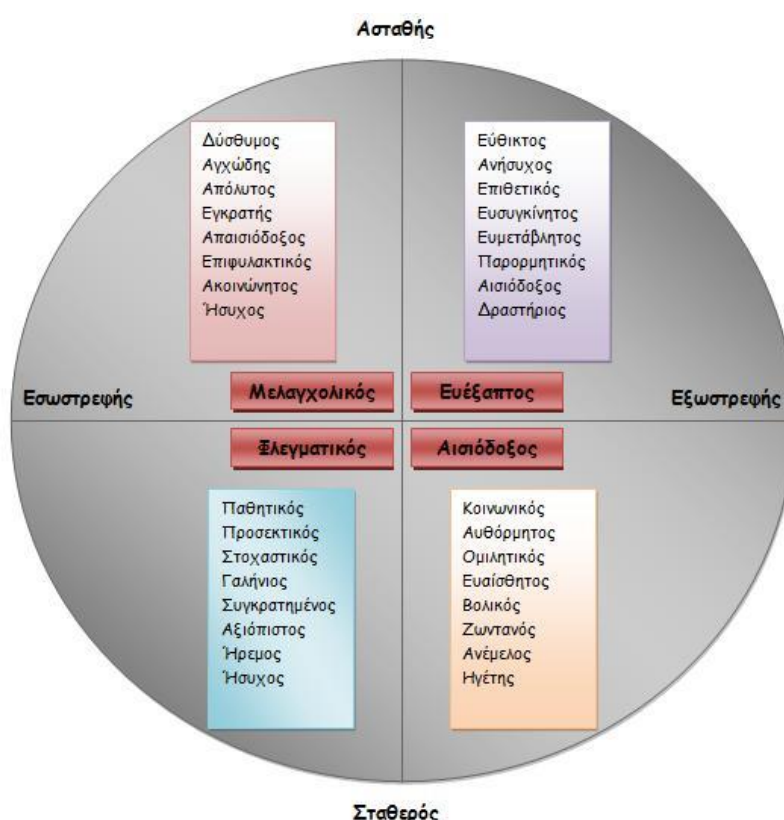 Ασταθής
Δύσθυμος
Αγχώδης
Απόλυτος
Εγκρατής
Απαισιόδοξος
Επιφυλακτικός
Ακοινώνητος
Ήσυχος
Εύθικτος
Ανήσυχος
Επιθετικός
Ευσυγκίνητος
Ευμετάβλητος
Παρορμητικός
Αισιόδοξος
Δραστήριος
Εσωστρεφής
Μελαγχολικός
Ευέξαπτος
Εξωστρεφής
Φλεγματικός
Αισιόδοξος
Παθητικός
Προσεκτικός
Στοχαστικός
Γαλήνιος
Συγκρατημένος
Αξιόπιστος
Ήρεμος
Ήσυχος
Κοινωνικός
Αυθόρμητος
Ομιλητικός
Ευαίσθητος
Βολικός
Ζωντανός
Ανέμελος
Ηγέτης
Σταθερός